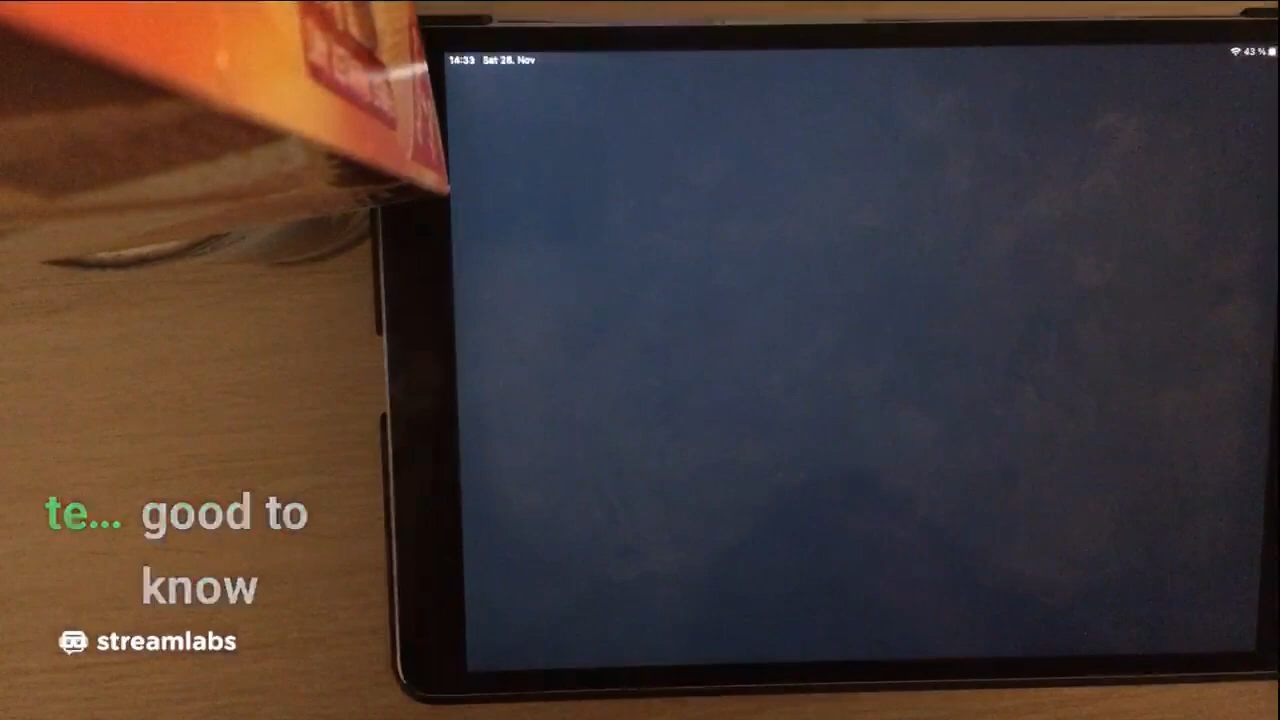 14:33 Sat 28. Nov
43 %
te... good to
know
streamlabs